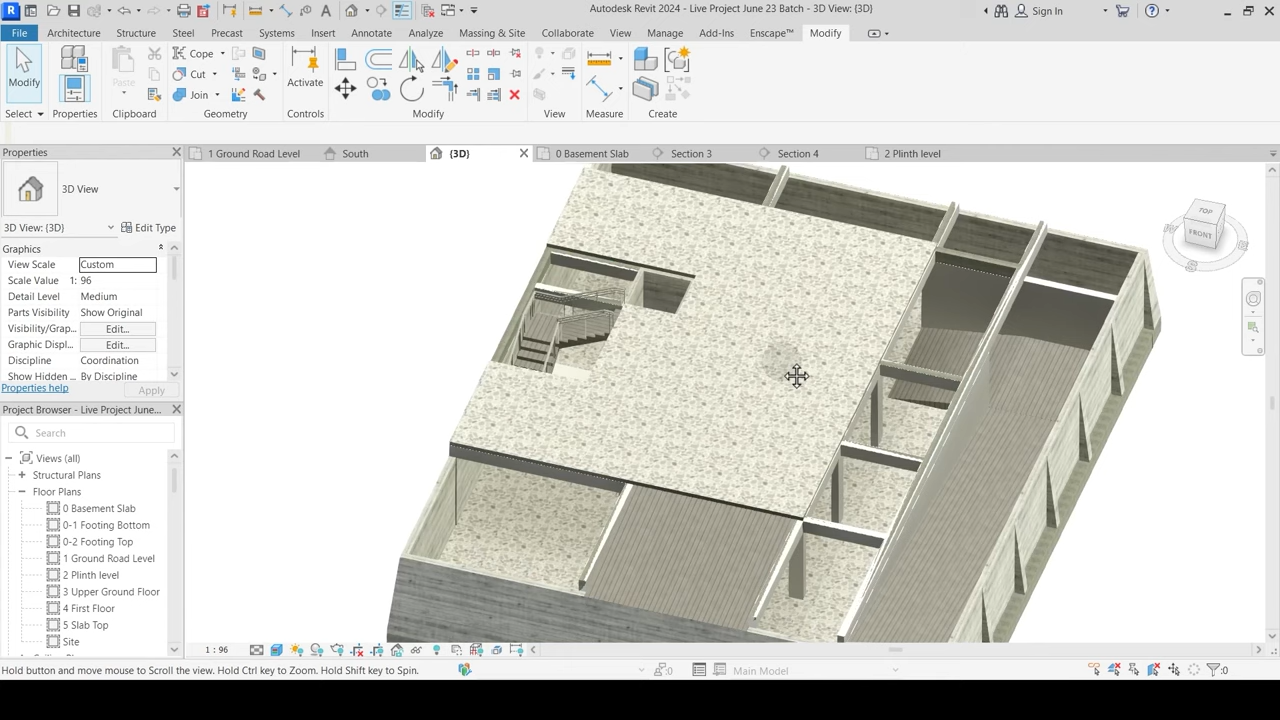 Autodesk Revit 2024 - Live Project June 23 Batch - 3D View: {3D}
Sign In
File Architecture Structure Steel Precast Systems Insert Annotate Analyze Massing & Site Collaborate View Manage Add-Ins Enscape™ Modify
Modify
Paste
Cope
Cut
Join
Activate
Select Properties Clipboard Geometry Controls Modify View Measure Create
Properties
1 Ground Road Level South {3D} 0 Basement Slab Section 3 Section 4 2 Plinth level
3D View
3D View: {3D} Edit Type
Graphics
View Scale Custom
Scale Value 1: 96
Detail Level Medium
Parts Visibility Show Original
Visibility/Grap... Edit...
Graphic Displ... Edit...
Discipline Coordination
Show Hidden ... By Discipline
Properties help Apply
Project Browser - Live Project June...
Search
Views (all)
Structural Plans
Floor Plans
0 Basement Slab
0-1 Footing Bottom
0-2 Footing Top
1 Ground Road Level
2 Plinth level
3 Upper Ground Floor
4 First Floor
5 Slab Top
Site
TOP
FRONT
1 : 96
Hold button and move mouse to Scroll the view. Hold Ctrl key to Zoom. Hold Shift key to Spin.
:0
Main Model
:0